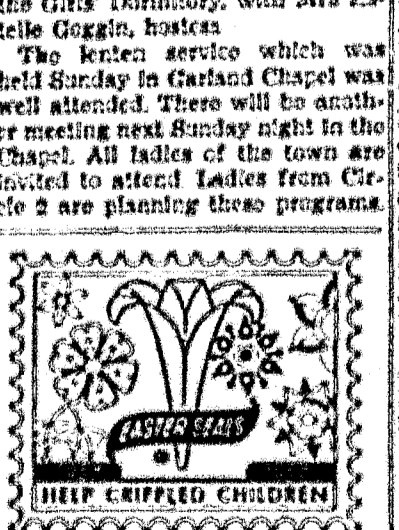 the Girls' Dormitory, with Mrs
Goggin, hostess
The lenten service which was
held Sunday in Garland Chapel was
well attended. There will be anoth-
er meeting next Sunday night in the
Chapel. All ladies of the town are
invited to attend. Ladies from Cir-
cle 2 are planning these programs.
EASTER SEALS
HELP CRIPPLED CHILDREN